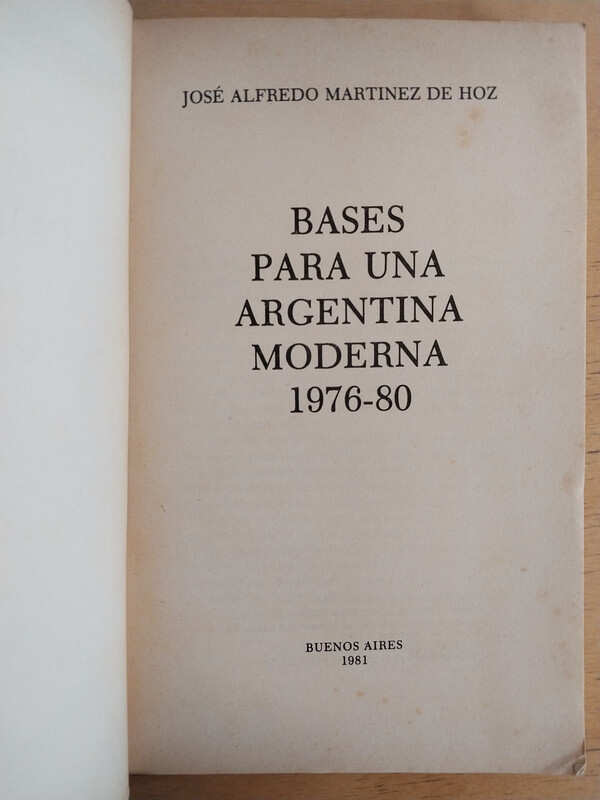 JOSÉ ALFREDO MARTINEZ DE HOZ
BASES
PARA UNA
ARGENTINA
MODERNA
1976-80
BUENOS AIRES
1981